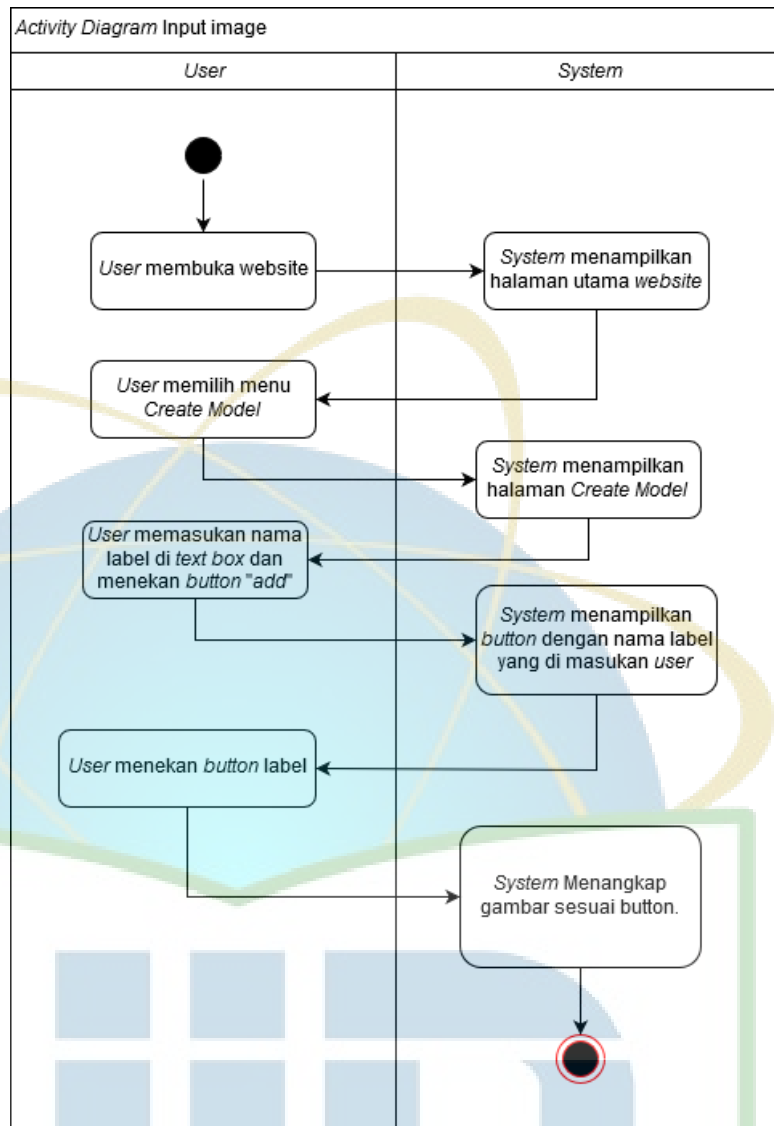 Activity Diagram Input image
User
System
User membuka website
System menampilkan
halaman utama website
User memilih menu
Create Model
System menampilkan
halaman Create Model
User memasukan nama
label di text box dan
menekan button "add"
System menampilkan
button dengan nama label
yang di masukan user
User menekan button label
System Menangkap
gambar sesuai button.